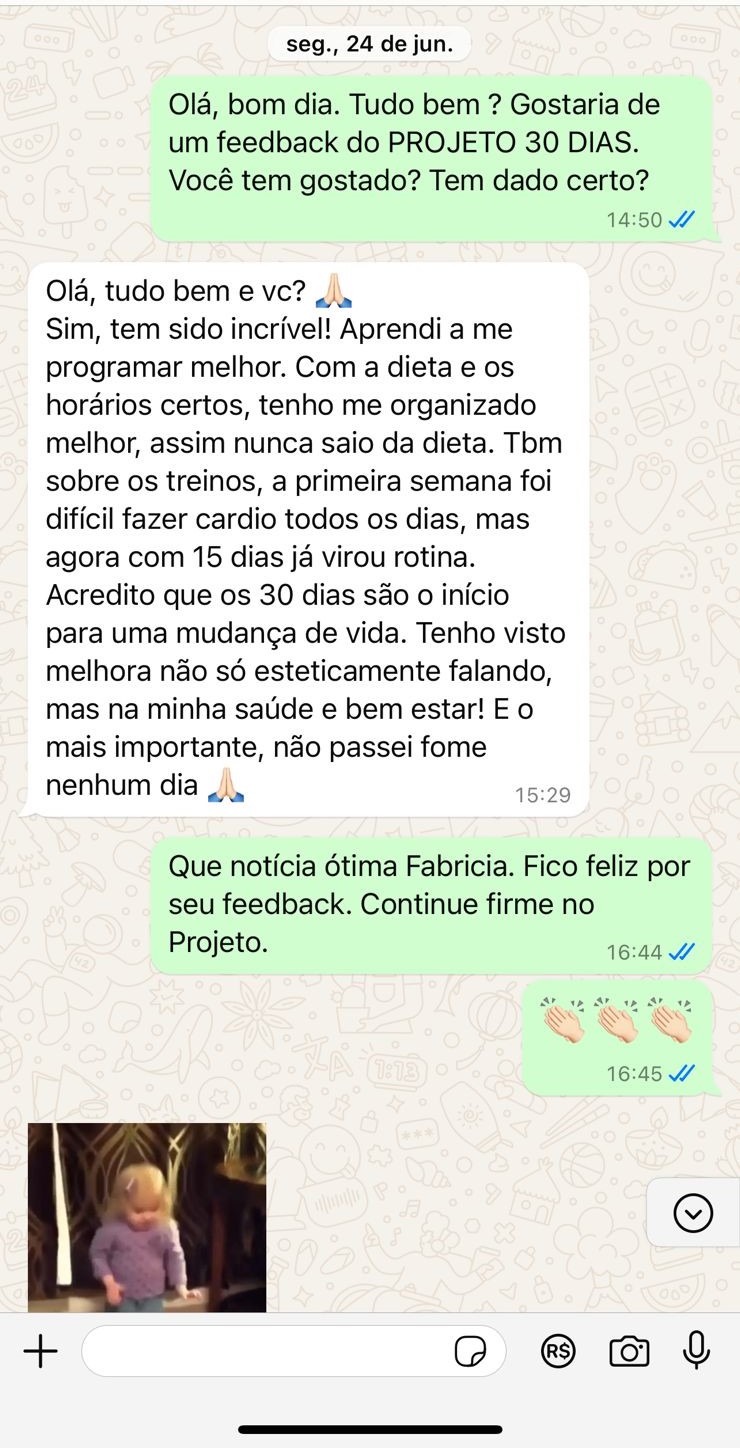 seg., 24 de jun.
Olá, bom dia. Tudo bem ? Gostaria de
um feedback do PROJETO 30 DIAS.
Você tem gostado? Tem dado certo?
14:50
Olá, tudo bem e vc? 🙏🏻
Sim, tem sido incrível! Aprendi a me
programar melhor. Com a dieta e os
horários certos, tenho me organizado
melhor, assim nunca saio da dieta. Tbm
sobre os treinos, a primeira semana foi
difícil fazer cardio todos os dias, mas
agora com 15 dias já virou rotina.
Acredito que os 30 dias são o início
para uma mudança de vida. Tenho visto
melhora não só esteticamente falando,
mas na minha saúde e bem estar! E o
mais importante, não passei fome
nenhum dia 🙏🏻
15:29
Que notícia ótima Fabricia. Fico feliz por
seu feedback. Continue firme no
Projeto.
16:44
👏🏻👏🏻👏🏻
16:45
R$